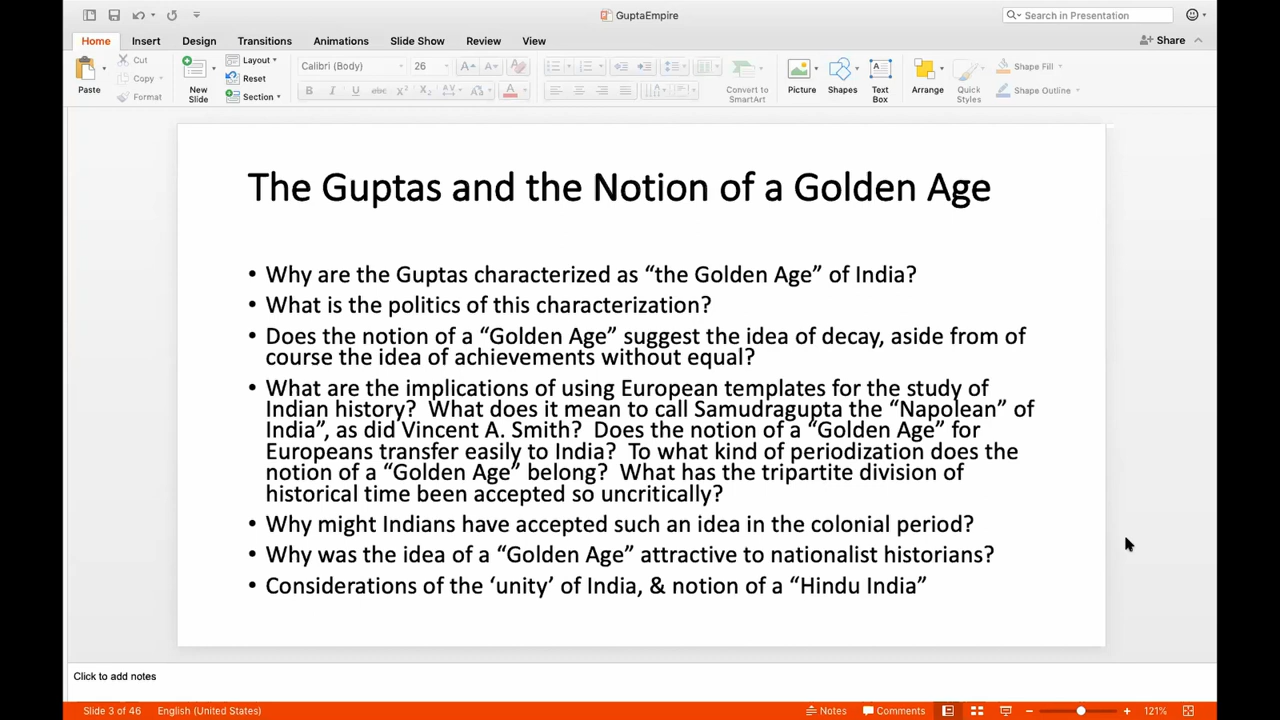 GuptaEmpire
Search in Presentation
Home Insert Design Transitions Animations Slide Show Review View
Share
Paste
Cut
Copy
Format
New
Slide
Layout
Reset
Section
Calibri (Body)
26
Convert to
SmartArt
Picture
Shapes
Text
Box
Arrange
Quick
Styles
Shape Fill
Shape Outline
The Guptas and the Notion of a Golden Age
• Why are the Guptas characterized as “the Golden Age” of India?
• What is the politics of this characterization?
• Does the notion of a “Golden Age” suggest the idea of decay, aside from of
course the idea of achievements without equal?
• What are the implications of using European templates for the study of
Indian history?  What does it mean to call Samudragupta the “Napolean” of
India”, as did Vincent A. Smith?  Does the notion of a “Golden Age” for
Europeans transfer easily to India?  To what kind of periodization does the
notion of a “Golden Age” belong?  What has the tripartite division of
historical time been accepted so uncritically?
• Why might Indians have accepted such an idea in the colonial period?
• Why was the idea of a “Golden Age” attractive to nationalist historians?
• Considerations of the ‘unity’ of India, & notion of a “Hindu India”
Click to add notes
Slide 3 of 46 English (United States)
Notes Comments 121%